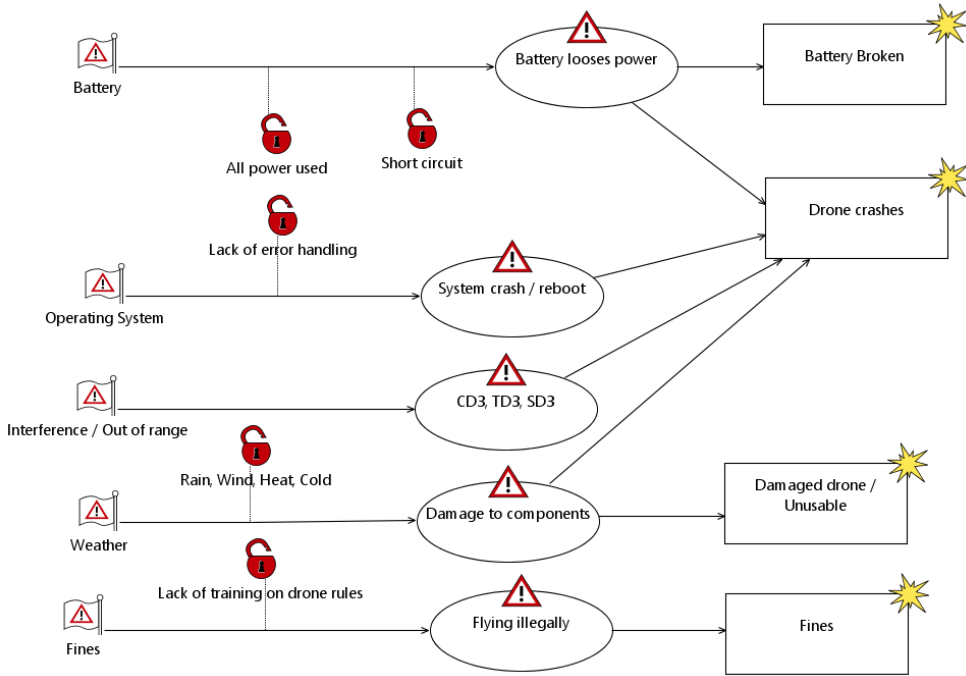 Battery
Battery looses power
Battery Broken
All power used
Short circuit
Lack of error handling
Drone crashes
Operating System
System crash / reboot
Interference / Out of range
CD3, TD3, SD3
Rain, Wind, Heat, Cold
Weather
Damage to components
Damaged drone /
Unusable
Lack of training on drone rules
Fines
Flying illegally
Fines